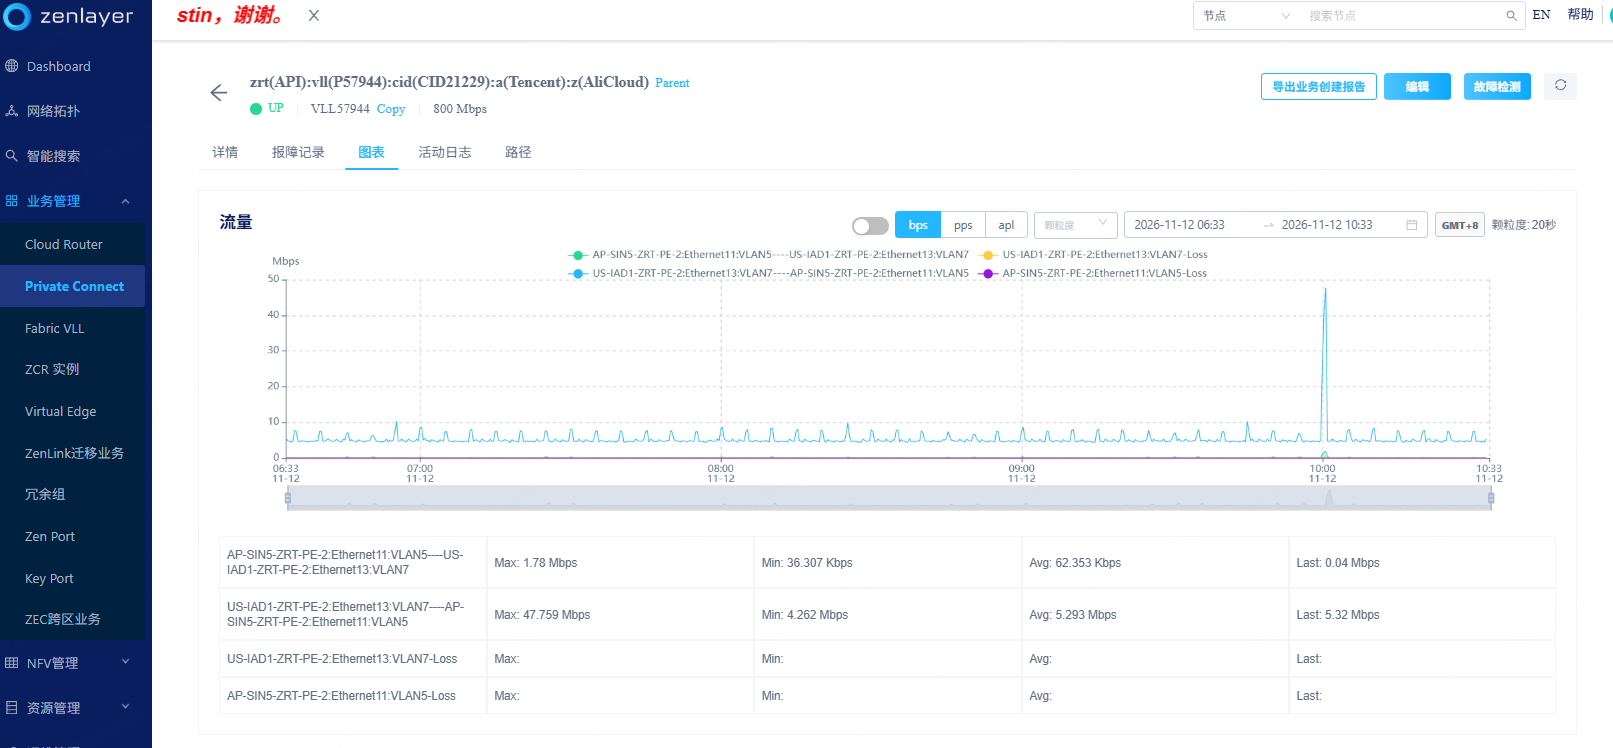 zenlayer
stin，谢谢。 X
节点 搜索节点 EN 帮助
Dashboard
网络拓扑
智能搜索
业务管理
Cloud Router
Private Connect
Fabric VLL
ZCR 实例
Virtual Edge
ZenLink迁移业务
冗余组
Zen Port
Key Port
ZEC跨区业务
NFV管理
资源管理
zrt(API):vll(P57944):cid(CID21229):a(Tencent):z(AliCloud) Parent
UP VLL57944 Copy 800 Mbps
导出业务创建报告 编辑 故障检测
详情 报障记录 图表 活动日志 路径
流量
bps pps apl 颗粒度 2026-11-12 06:33 → 2026-11-12 10:33 GMT+8 颗粒度: 20秒
AP-SIN5-ZRT-PE-2:Ethernet11:VLAN5----US-IAD1-ZRT-PE-2:Ethernet13:VLAN7 US-IAD1-ZRT-PE-2:Ethernet13:VLAN7-Loss
US-IAD1-ZRT-PE-2:Ethernet13:VLAN7----AP-SIN5-ZRT-PE-2:Ethernet11:VLAN5 AP-SIN5-ZRT-PE-2:Ethernet11:VLAN5-Loss
Mbps
50
40
30
20
10
0
06:33 07:00 08:00 09:00 10:00 10:33
11-12 11-12 11-12 11-12 11-12 11-12
AP-SIN5-ZRT-PE-2:Ethernet11:VLAN5----US-
IAD1-ZRT-PE-2:Ethernet13:VLAN7
Max: 1.78 Mbps Min: 36.307 Kbps Avg: 62.353 Kbps Last: 0.04 Mbps
US-IAD1-ZRT-PE-2:Ethernet13:VLAN7----AP-
SIN5-ZRT-PE-2:Ethernet11:VLAN5
Max: 47.759 Mbps Min: 4.262 Mbps Avg: 5.293 Mbps Last: 5.32 Mbps
US-IAD1-ZRT-PE-2:Ethernet13:VLAN7-Loss Max: Min: Avg: Last:
AP-SIN5-ZRT-PE-2:Ethernet11:VLAN5-Loss Max: Min: Avg: Last: